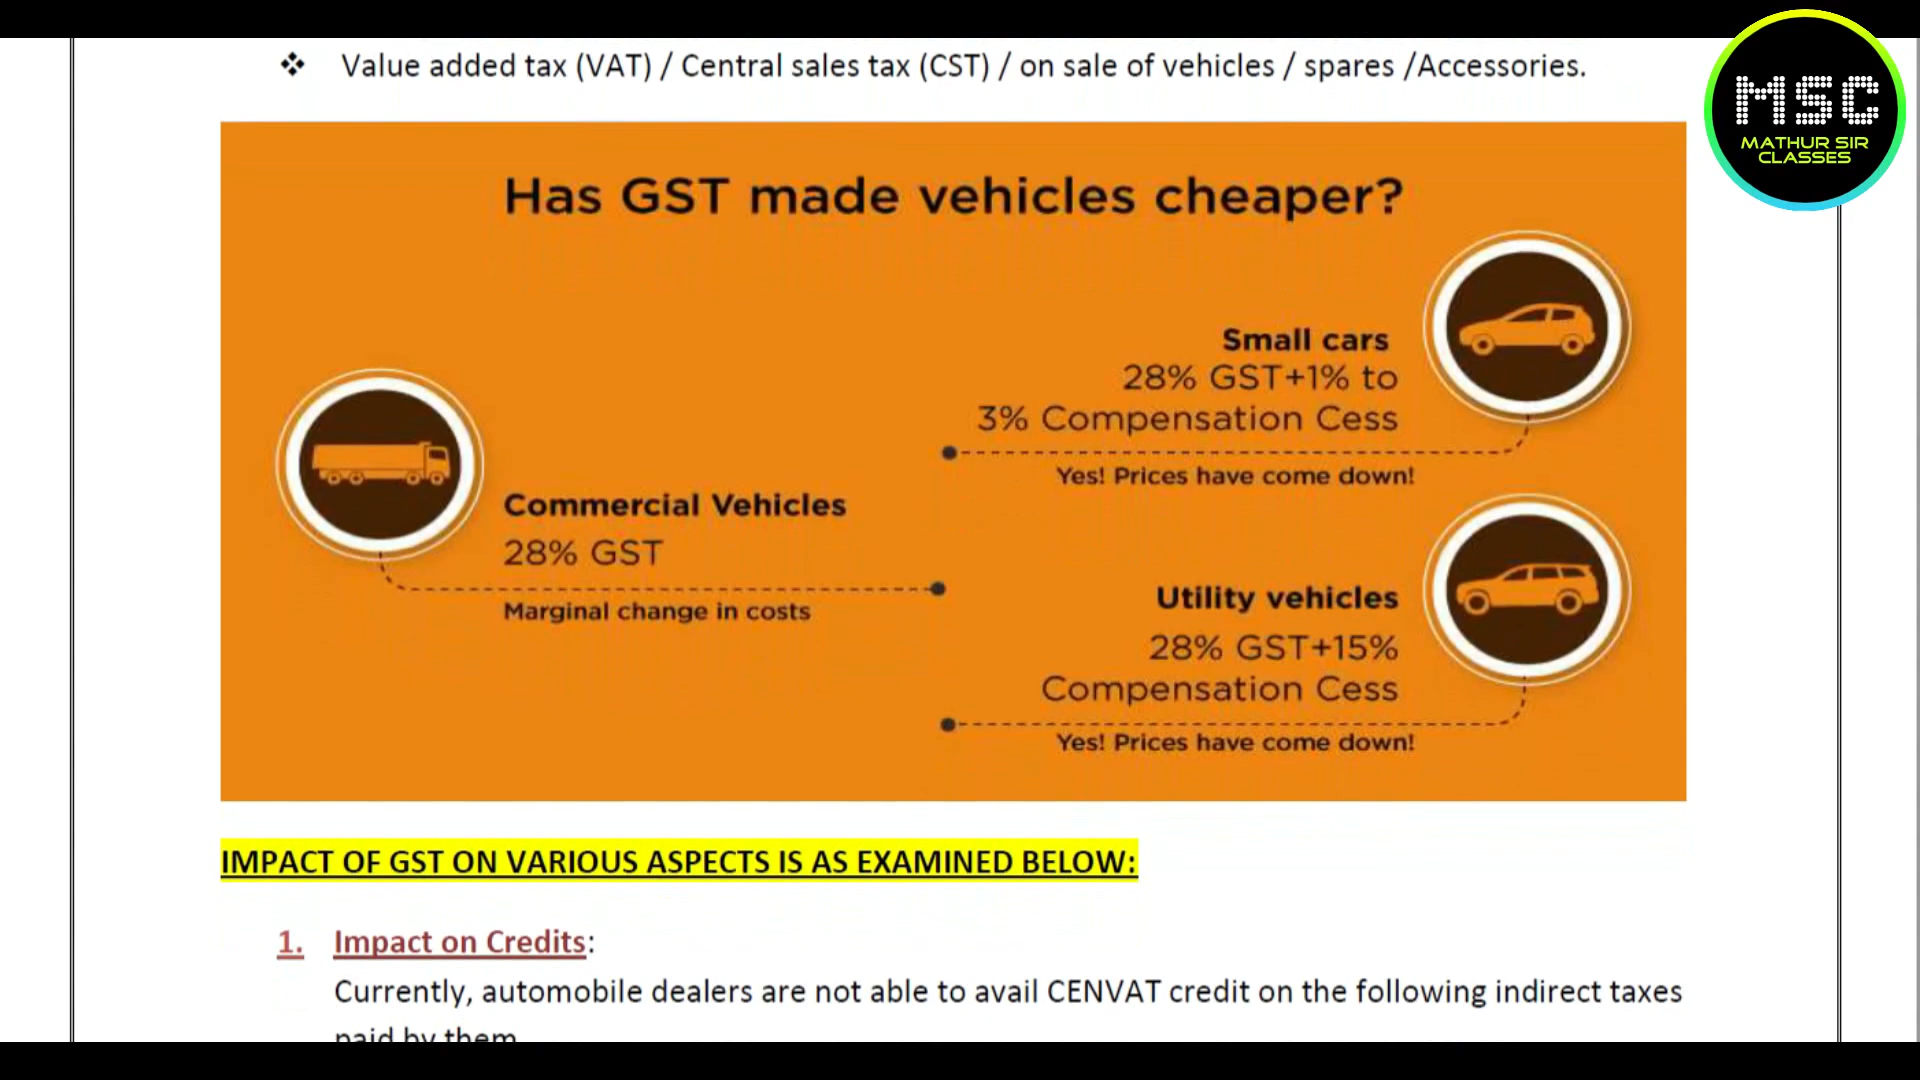 ❖ Value added tax (VAT) / Central sales tax (CST) / on sale of vehicles / spares /Accessories.
MSC
MATHUR SIR
CLASSES
Has GST made vehicles cheaper?
Small cars
28% GST+1% to
3% Compensation Cess
Yes! Prices have come down!
Commercial Vehicles
28% GST
Marginal change in costs
Utility vehicles
28% GST+15%
Compensation Cess
Yes! Prices have come down!
IMPACT OF GST ON VARIOUS ASPECTS IS AS EXAMINED BELOW:
1. Impact on Credits:
Currently, automobile dealers are not able to avail CENVAT credit on the following indirect taxes
paid by them